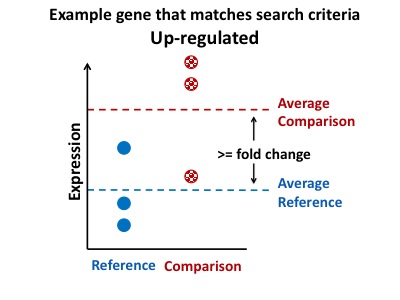 Example gene that matches search criteria
Up-regulated
Average
Comparison
>= fold change
Average
Reference
Expression
Reference Comparison